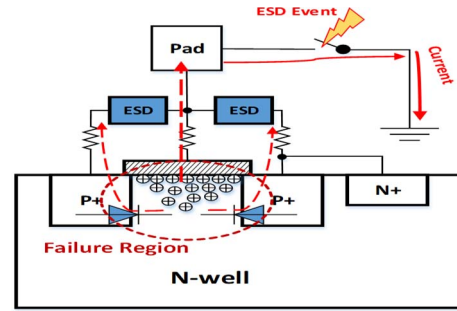 ESD Event
Pad
Current
ESD
ESD
P+
P+
N+
Failure Region
N-well